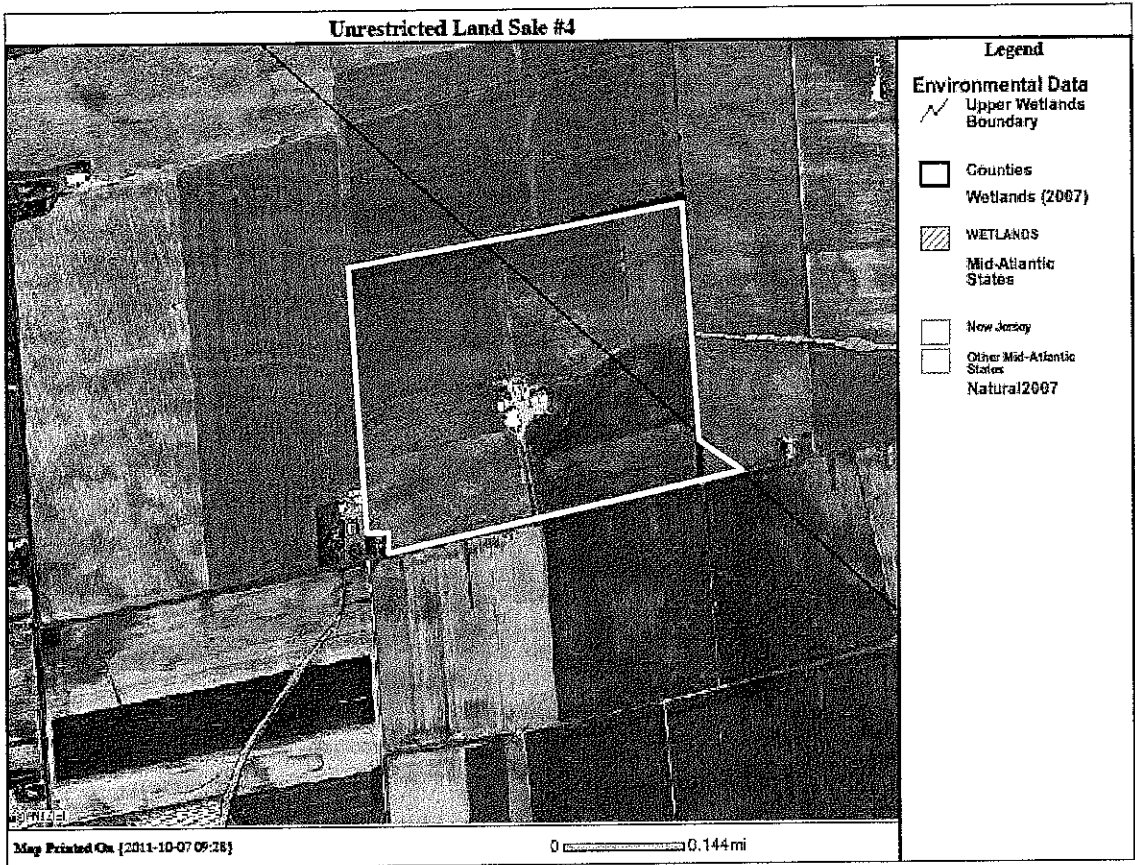 Unrestricted Land Sale #4
Legend
Environmental Data
Upper Wetlands
Boundary
Counties
Wetlands (2007)
WETLANDS
Mid-Atlantic
States
New Jersey
Other Mid-Atlantic
States
Natural2007
Map Printed On [2011-10-07 09:28]
0 0.144mi